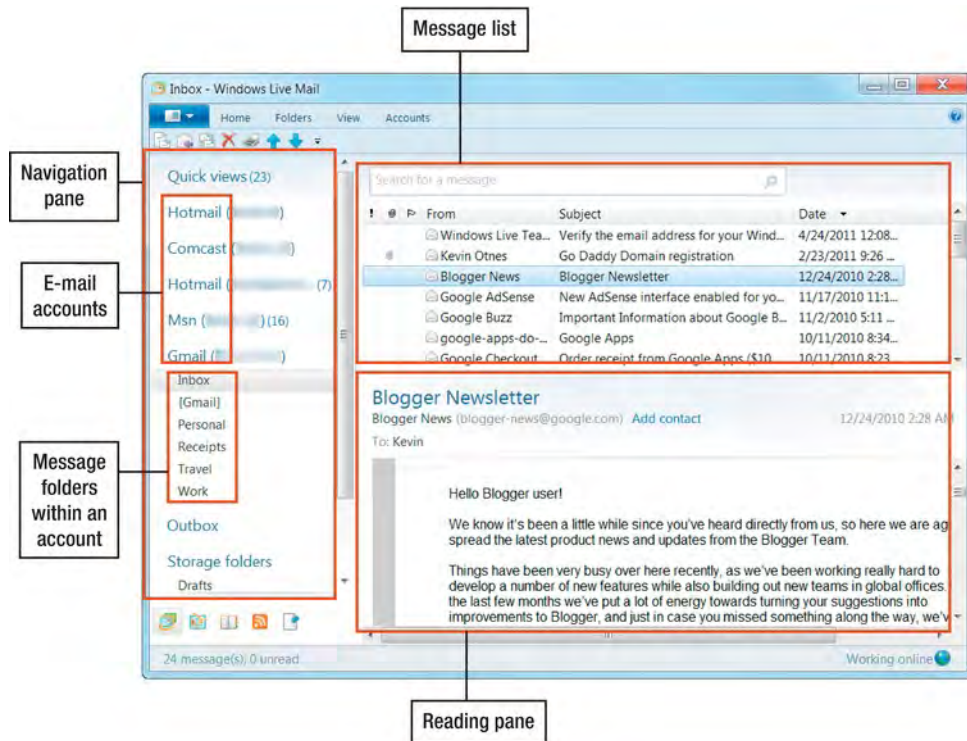 Message list
Inbox - Windows Live Mail
Home Folders View Accounts
Navigation pane
E-mail accounts
Message folders within an account
Quick views (23)
Hotmail ( )
Comcast ( )
Hotmail ( (7)
Msn ( ) (16)
Gmail ( )
Inbox
[Gmail]
Personal
Receipts
Travel
Work
Outbox
Storage folders
Drafts
Search for a message
! From Subject Date
Windows Live Tea... Verify the email address for your Wind... 4/24/2011 12:08...
Kevin Otnes Go Daddy Domain registration 2/23/2011 9:26 ...
Blogger News Blogger Newsletter 12/24/2010 2:28...
Google AdSense New AdSense interface enabled for yo... 11/17/2010 11:1...
Google Buzz Important Information about Google B... 11/2/2010 5:11 ...
google-apps-do-... Google Apps 10/11/2010 8:34...
Google Checkout Order receipt from Google Apps ($10 10/11/2010 8:23
Blogger Newsletter
Blogger News (blogger-news@google.com) Add contact 12/24/2010 2:28 AM
To: Kevin
Hello Blogger user!
We know it's been a little while since you've heard directly from us, so here we are ag
spread the latest product news and updates from the Blogger Team.
Things have been very busy over here recently, as we've been working really hard to
develop a number of new features while also building out new teams in global offices.
the last few months we've put a lot of energy towards turning your suggestions into
improvements to Blogger, and just in case you missed something along the way, we'v
24 message(s), 0 unread
Working online
Reading pane